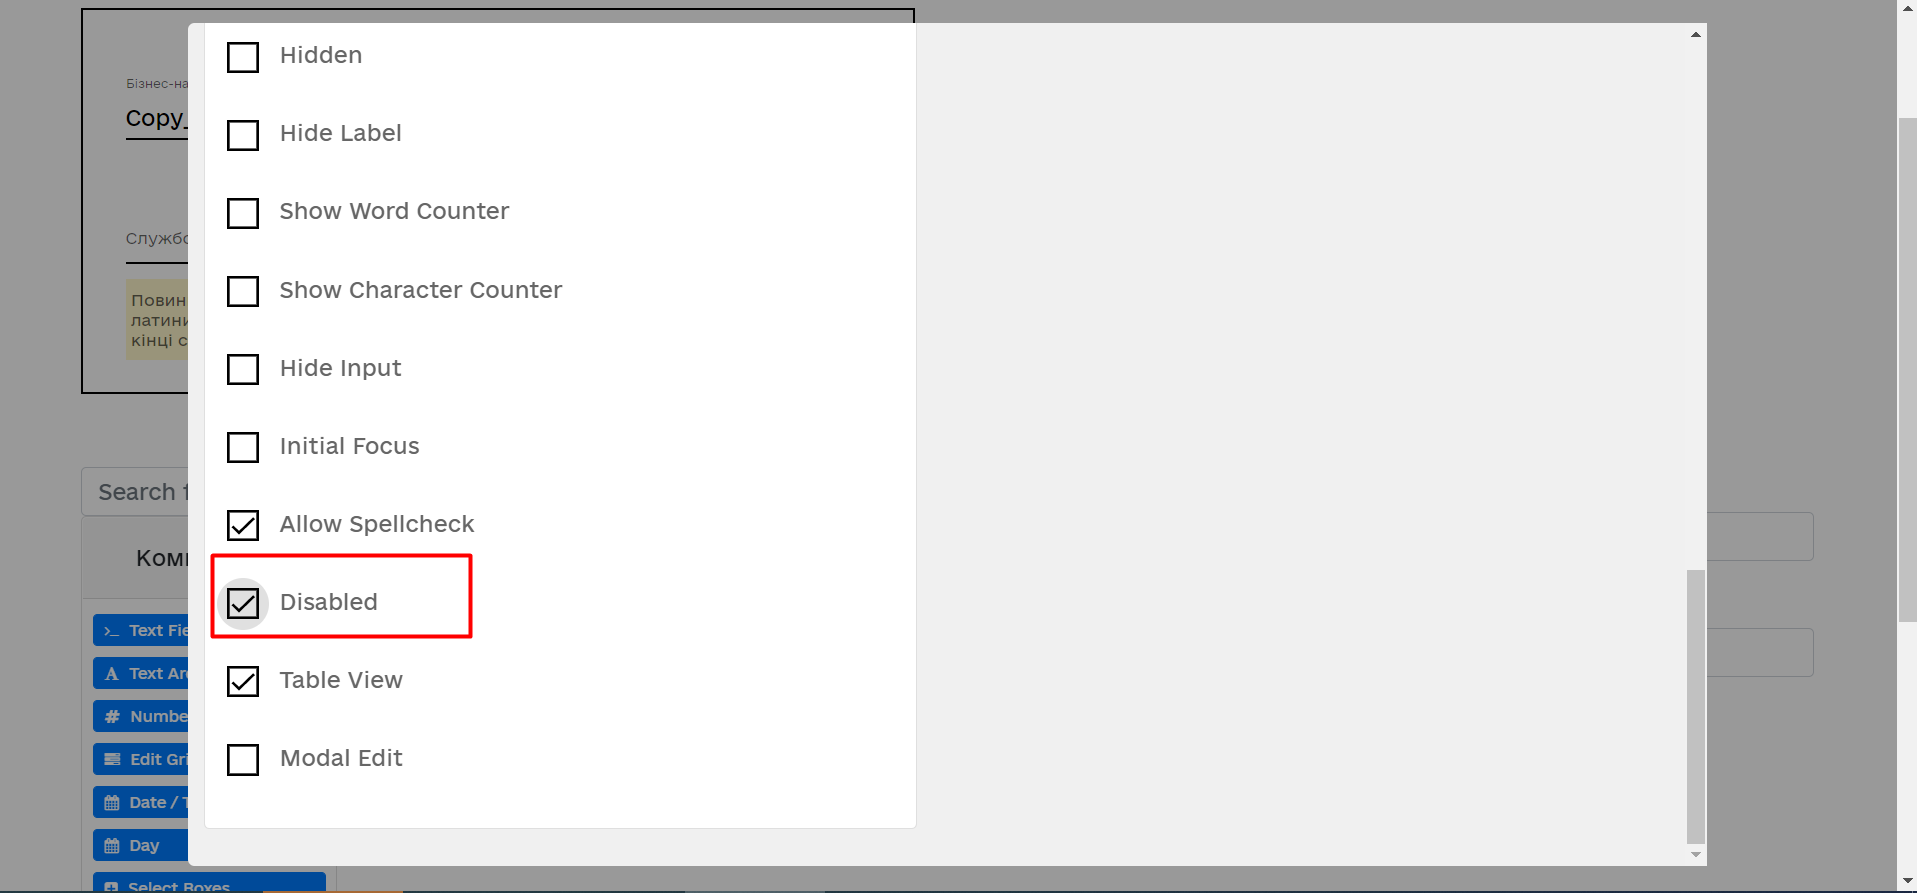 Бізнес-на
Copy_
Службо
Повин
латини
кінці с
Search f
Комп
Text Fie
Text Are
Numbe
Edit Gri
Date / T
Day
Select Boxes
Hidden
Hide Label
Show Word Counter
Show Character Counter
Hide Input
Initial Focus
Allow Spellcheck
Disabled
Table View
Modal Edit